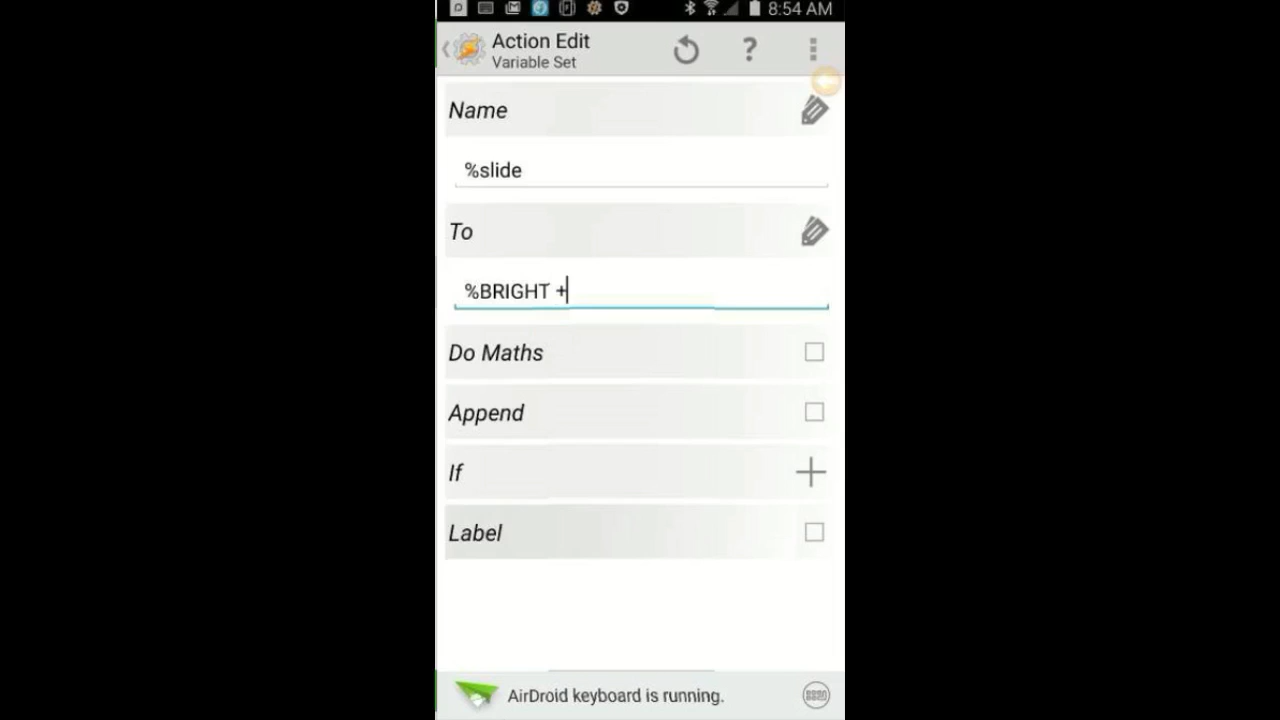 8:54 AM
Action Edit
Variable Set
?
Name
%slide
To
%BRIGHT +
Do Maths
Append
If
Label
AirDroid keyboard is running.